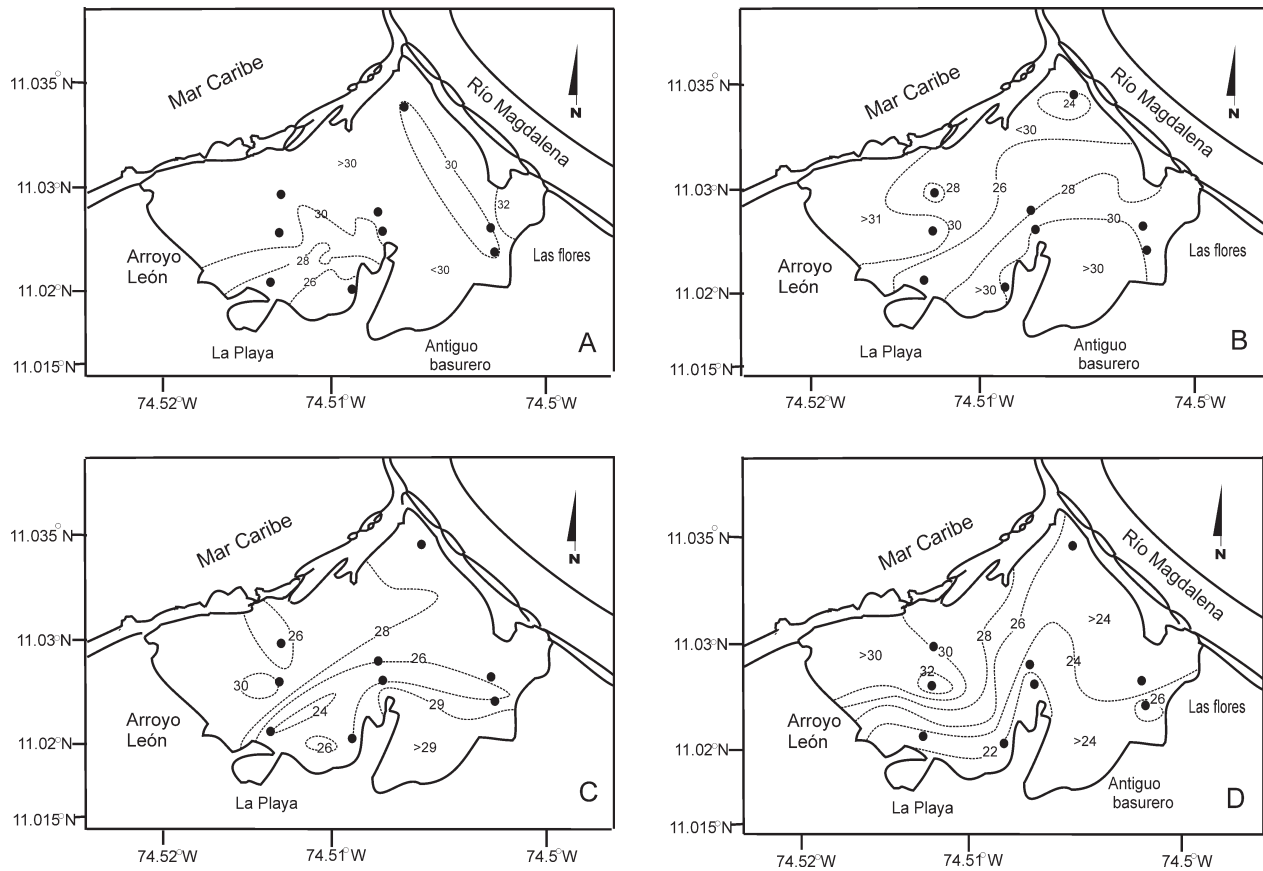 Mar Caribe
Río Magdalena
N
11.035°N
11.03°N
11.02°N
11.015°N
>30
30
32
30
28
26
<30
Arroyo
León
Las flores
La Playa
Antiguo
basurero
A
74.52°W
74.51°W
74.5°W
Mar Caribe
Río Magdalena
N
11.035°N
11.03°N
11.02°N
11.015°N
24
<30
28
26
28
>31
30
30
>30
>30
Arroyo
León
Las flores
La Playa
Antiguo
basurero
B
74.52°W
74.51°W
74.5°W
Mar Caribe
N
11.035°N
11.03°N
11.02°N
11.015°N
26
28
26
30
24
29
26
>29
Arroyo
León
La Playa
C
74.52°W
74.51°W
74.5°W
Mar Caribe
Río Magdalena
N
11.035°N
11.03°N
11.02°N
11.015°N
28
26
>24
>30
30
24
32
26
22
>24
Arroyo
León
Las flores
La Playa
Antiguo
basurero
D
74.52°W
74.51°W
74.5°W